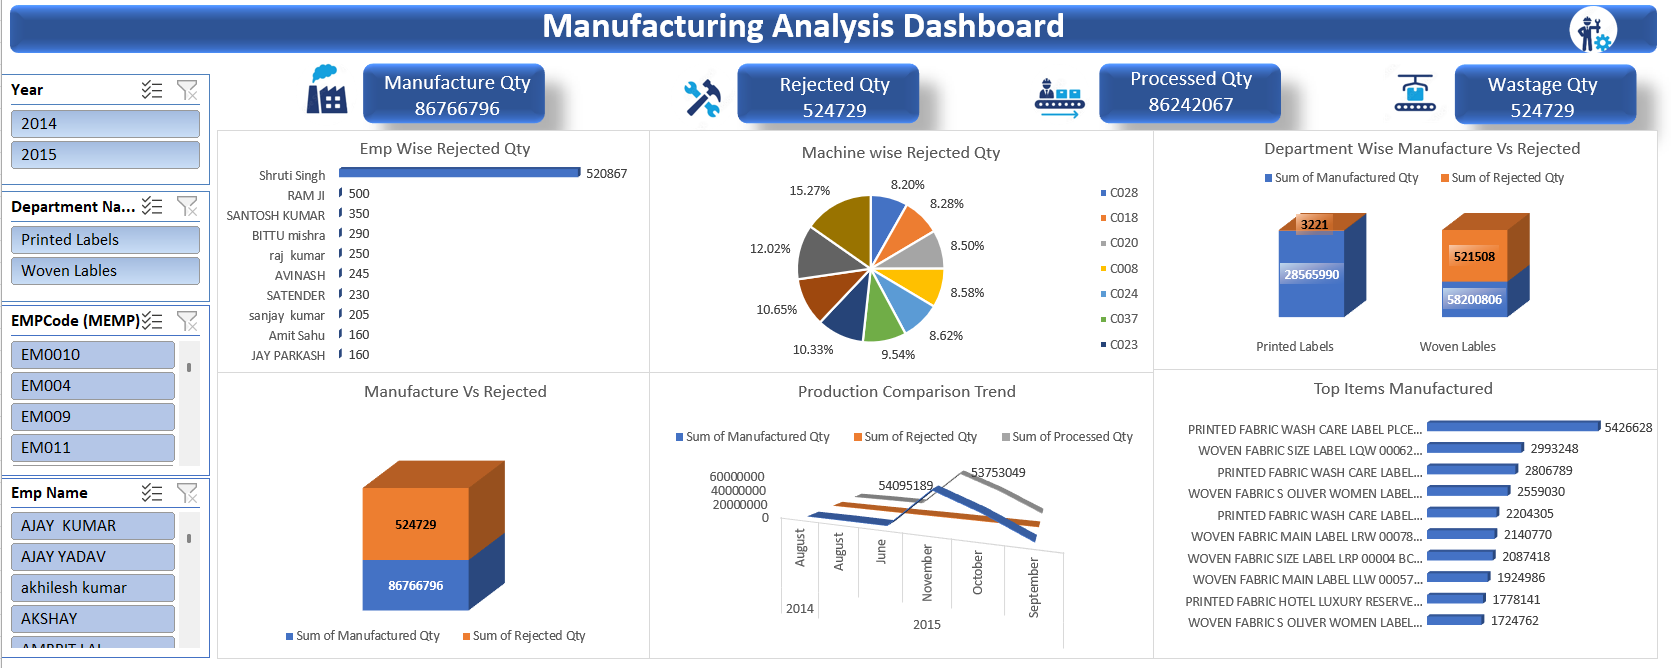 Manufacturing Analysis Dashboard
Year
2014
2015
Department Na...
Printed Labels
Woven Lables
EMPCode (MEMP)
EM0010
EM004
EM009
EM011
Emp Name
AJAY  KUMAR
AJAY YADAV
akhilesh kumar
AKSHAY
Manufacture Qty
86766796
Rejected Qty
524729
Processed Qty
86242067
Wastage Qty
524729
Emp Wise Rejected Qty
Shruti Singh 520867
RAM JI 500
SANTOSH KUMAR 350
BITTU mishra 290
raj  kumar 250
AVINASH 245
SATENDER 230
sanjay  kumar 205
Amit Sahu 160
JAY PARKASH 160
Machine wise Rejected Qty
8.20%
8.28%
8.50%
8.58%
8.62%
9.54%
10.33%
10.65%
12.02%
15.27%
C028
C018
C020
C008
C024
C037
C023
Department Wise Manufacture Vs Rejected
Sum of Manufactured Qty Sum of Rejected Qty
3221
28565990
521508
58200806
Printed Labels Woven Lables
Manufacture Vs Rejected
524729
86766796
Sum of Manufactured Qty Sum of Rejected Qty
Production Comparison Trend
Sum of Manufactured Qty Sum of Rejected Qty Sum of Processed Qty
60000000
40000000
20000000
0
54095189
53753049
August
August
June
November
October
September
2014
2015
Top Items Manufactured
PRINTED FABRIC WASH CARE LABEL PLCE... 5426628
WOVEN FABRIC SIZE LABEL LQW 00062... 2993248
PRINTED FABRIC WASH CARE LABEL... 2806789
WOVEN FABRIC S OLIVER WOMEN LABEL... 2559030
PRINTED FABRIC WASH CARE LABEL... 2204305
WOVEN FABRIC MAIN LABEL LRW 00078... 2140770
WOVEN FABRIC SIZE LABEL LRP 00004 BC... 2087418
WOVEN FABRIC MAIN LABEL LLW 00057... 1924986
PRINTED FABRIC HOTEL LUXURY RESERVE... 1778141
WOVEN FABRIC S OLIVER WOMEN LABEL... 1724762